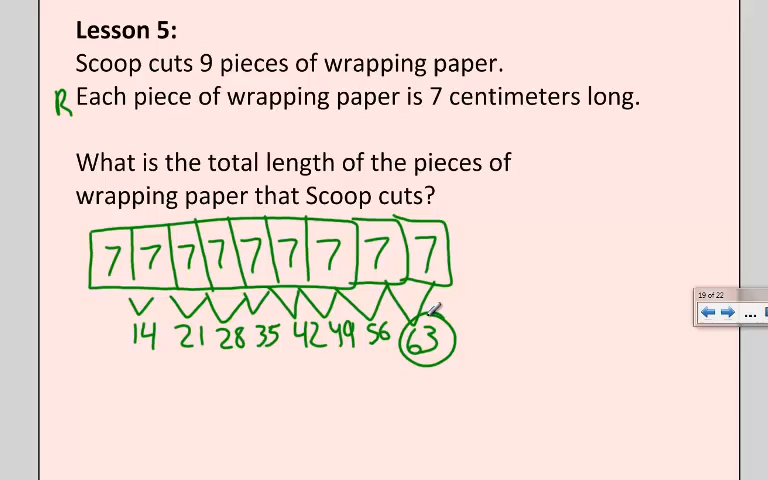 Lesson 5:
Scoop cuts 9 pieces of wrapping paper.
R Each piece of wrapping paper is 7 centimeters long.
What is the total length of the pieces of
wrapping paper that Scoop cuts?
7 7 7 7 7 7 7 7 7
19 of 22
14 21 28 35 42 49 56 63